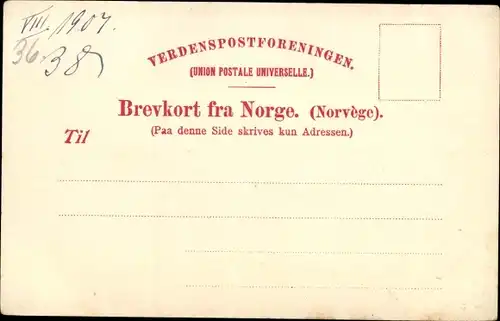 VIII. 1907.
36.38
VERDENSPOSTFORENINGEN.
(UNION POSTALE UNIVERSELLE.)
Brevkort fra Norge. (Norvège).
(Paa denne Side skrives kun Adressen.)
Til